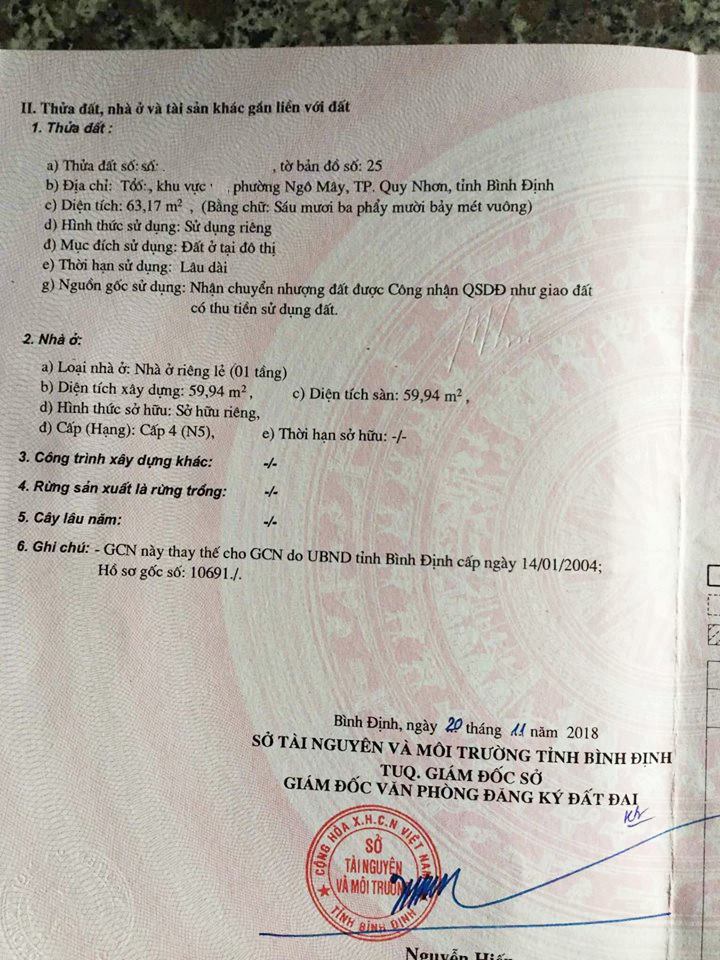 II. Thửa đất, nhà ở và tài sản khác gắn liền với đất
1. Thửa đất :
a) Thửa đất số: số: , tờ bản đồ số: 25
b) Địa chỉ: Tổ , khu vực , phường Ngô Mây, TP. Quy Nhơn, tỉnh Bình Định
c) Diện tích: 63,17 m², (Bằng chữ: Sáu mươi ba phẩy mười bảy mét vuông)
d) Hình thức sử dụng: Sử dụng riêng
đ) Mục đích sử dụng: Đất ở tại đô thị
e) Thời hạn sử dụng: Lâu dài
g) Nguồn gốc sử dụng: Nhận chuyển nhượng đất được Công nhận QSDĐ như giao đất
có thu tiền sử dụng đất.
2. Nhà ở:
a) Loại nhà ở: Nhà ở riêng lẻ (01 tầng)
b) Diện tích xây dựng: 59,94 m², c) Diện tích sàn: 59,94 m²,
d) Hình thức sở hữu: Sở hữu riêng,
đ) Cấp (Hạng): Cấp 4 (N5), e) Thời hạn sở hữu: -/-
3. Công trình xây dựng khác: -/-
4. Rừng sản xuất là rừng trồng: -/-
5. Cây lâu năm: -/-
6. Ghi chú: - GCN này thay thế cho GCN do UBND tỉnh Bình Định cấp ngày 14/01/2004;
Hồ sơ gốc số: 10691./.
Bình Định, ngày 20 tháng 11 năm 2018
SỞ TÀI NGUYÊN VÀ MÔI TRƯỜNG TỈNH BÌNH ĐỊNH
TUQ. GIÁM ĐỐC SỞ
GIÁM ĐỐC VĂN PHÒNG ĐĂNG KÝ ĐẤT ĐAI
CỘNG HÒA X.H.C.N VIỆT NAM
SỞ
TÀI NGUYÊN
VÀ MÔI TRƯỜNG
TỈNH BÌNH ĐỊNH
Nguyễn